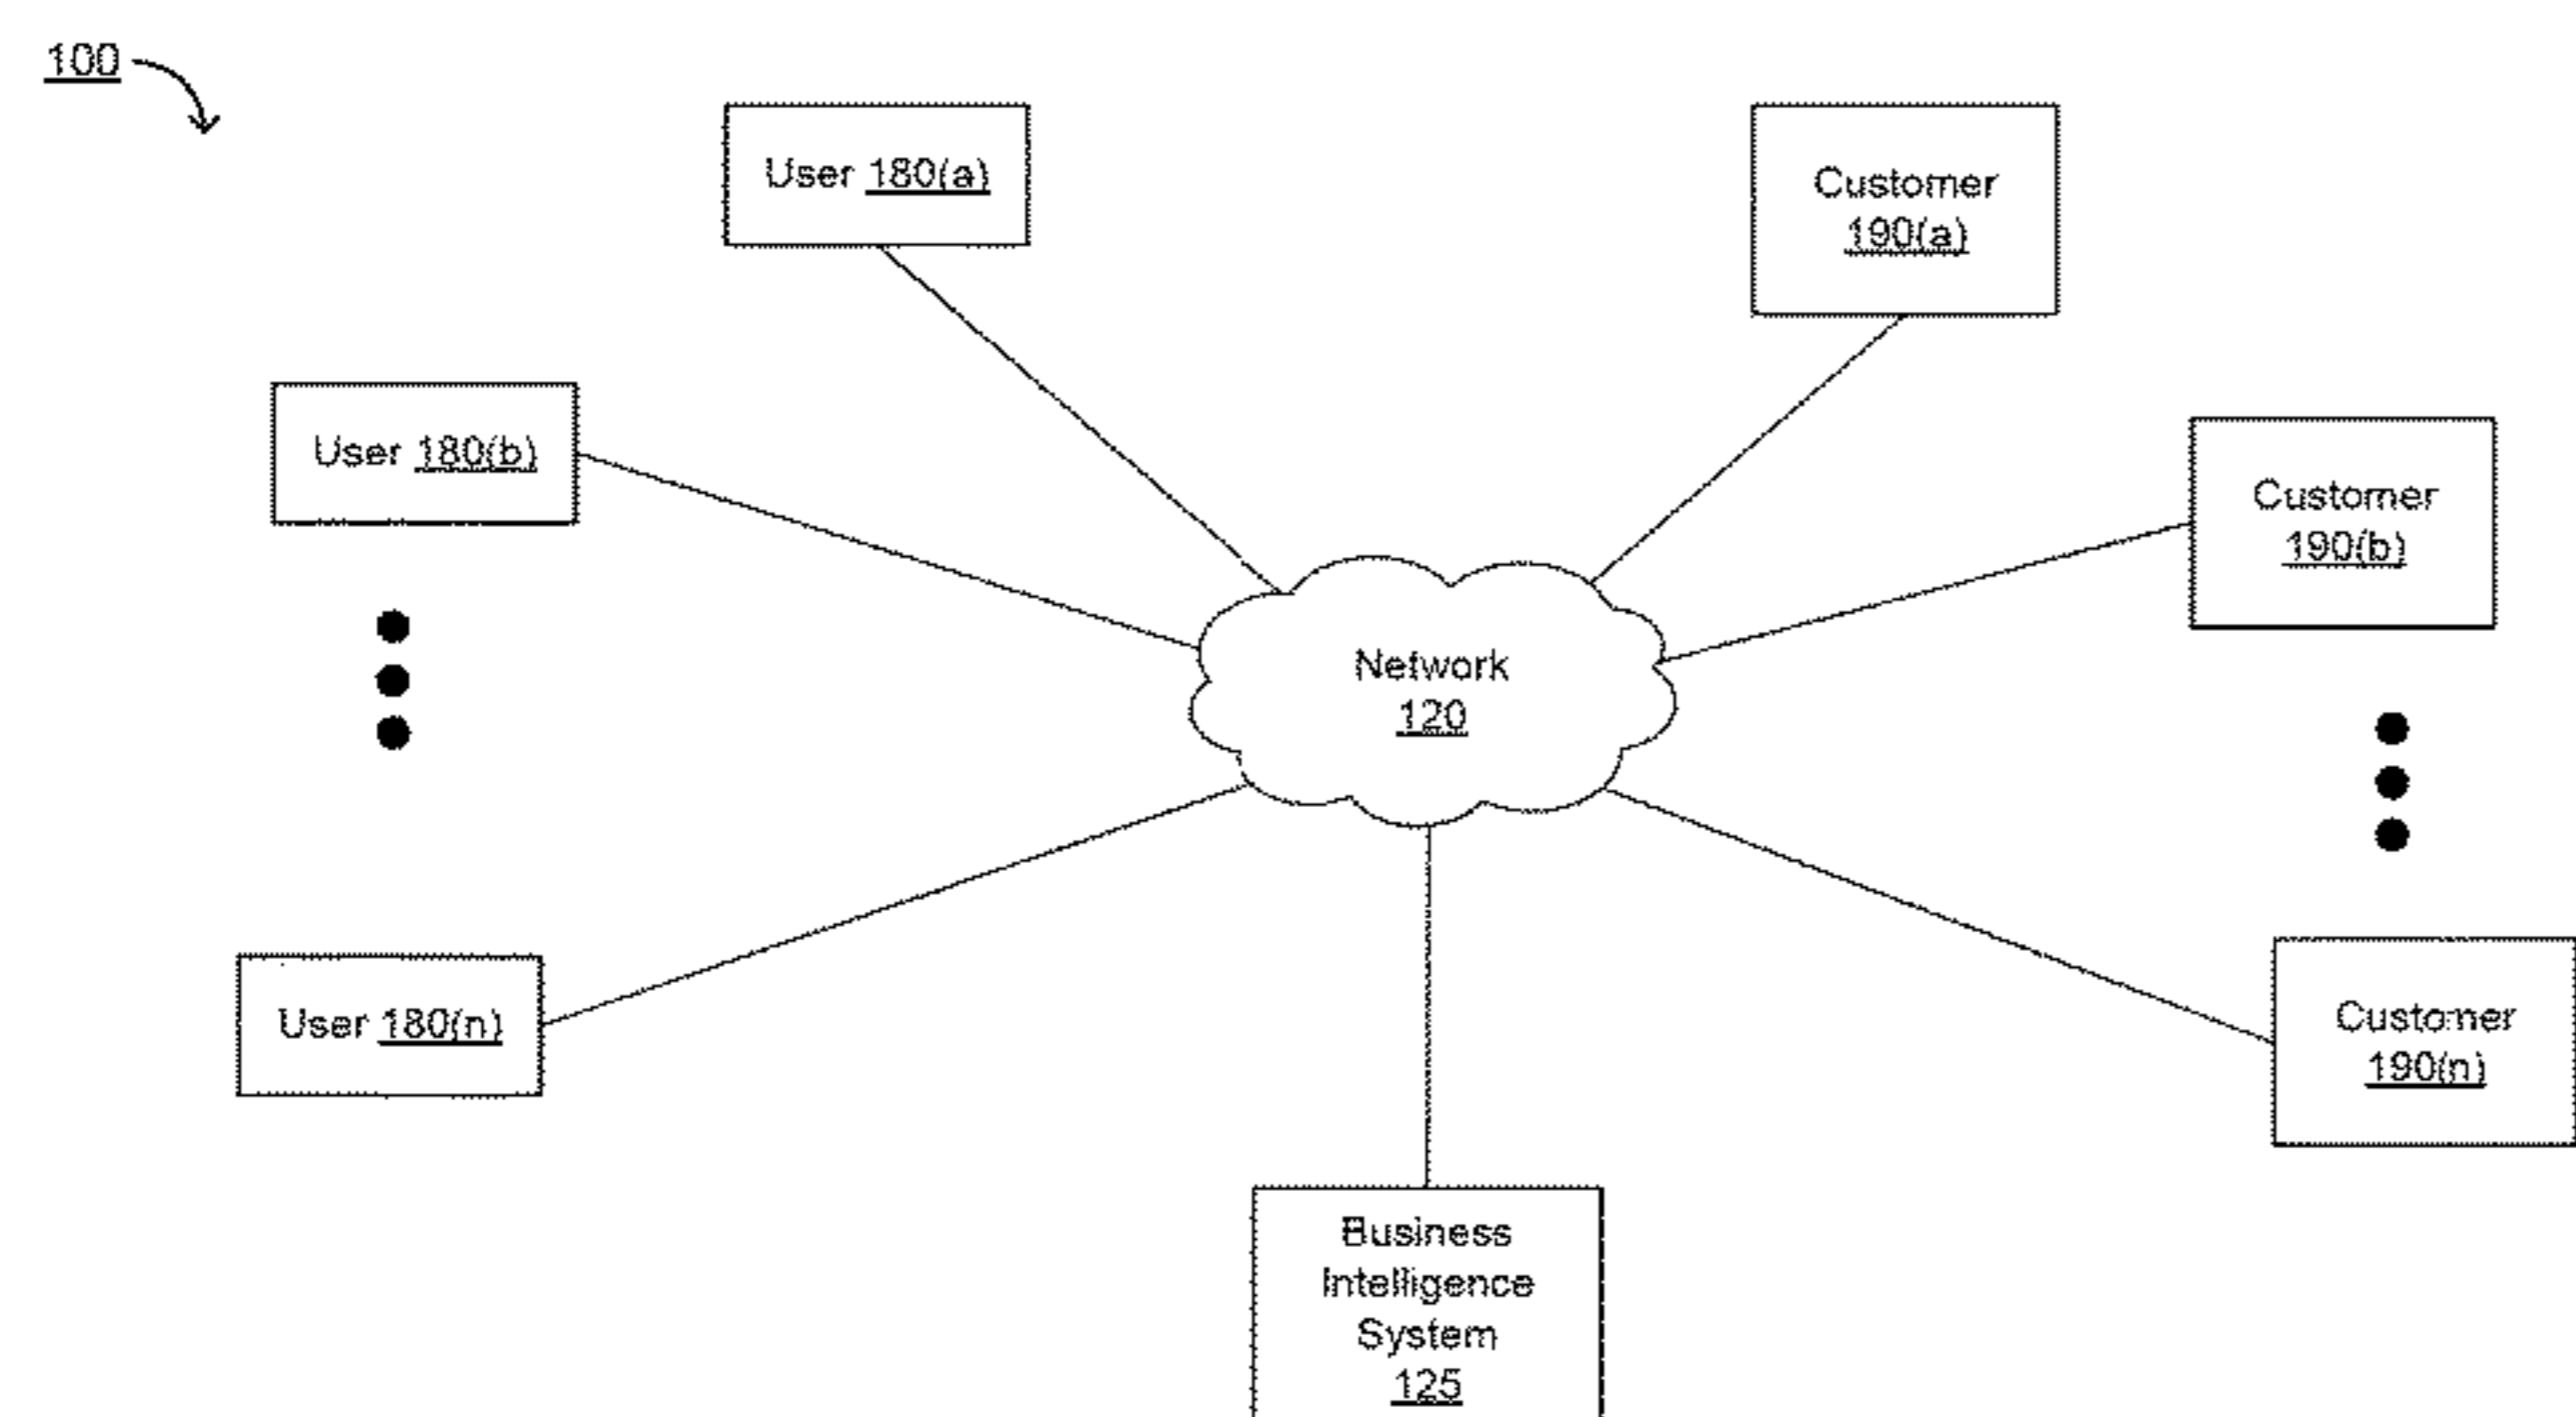 100
User 180(a)
Customer
190(a)
User 180(b)
Customer
190(b)
Network
120
User 180(n)
Customer
190(n)
Business
Intelligence
System
125